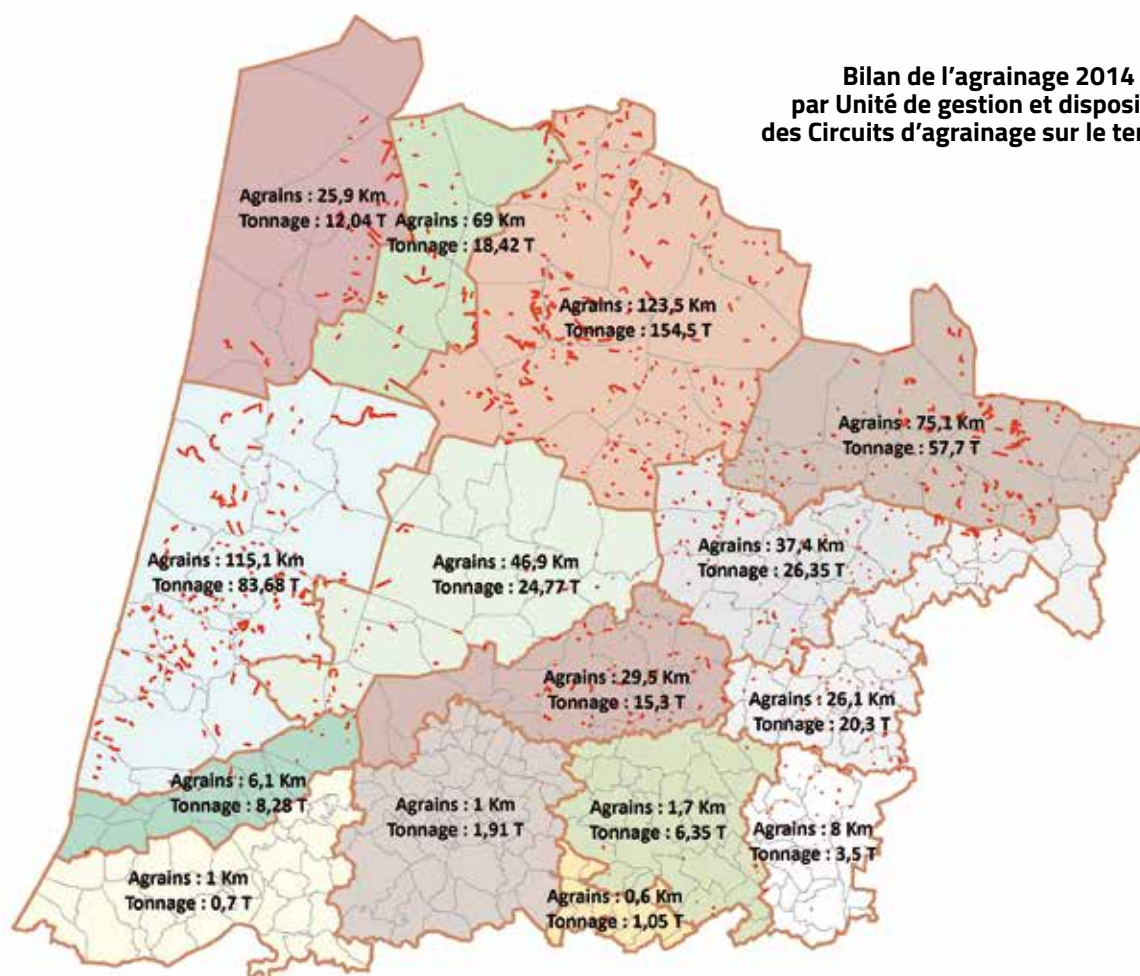 Bilan de l'agrainage 2014
par Unité de gestion et disposi
des Circuits d'agrainage sur le ter
Agrains : 25,9 Km
Tonnage : 12,04 T
Agrains : 69 Km
Tonnage : 18,42 T
Agrains : 123,5 Km
Tonnage : 154,5 T
Agrains : 75,1 Km
Tonnage : 57,7 T
Agrains : 115,1 Km
Tonnage : 83,68 T
Agrains : 46,9 Km
Tonnage : 24,77 T
Agrains : 37,4 Km
Tonnage : 26,35 T
Agrains : 29,5 Km
Tonnage : 15,3 T
Agrains : 26,1 Km
Tonnage : 20,3 T
Agrains : 6,1 Km
Tonnage : 8,28 T
Agrains : 1 Km
Tonnage : 1,91 T
Agrains : 1,7 Km
Tonnage : 6,35 T
Agrains : 8 Km
Tonnage : 3,5 T
Agrains : 1 Km
Tonnage : 0,7 T
Agrains : 0,6 Km
Tonnage : 1,05 T